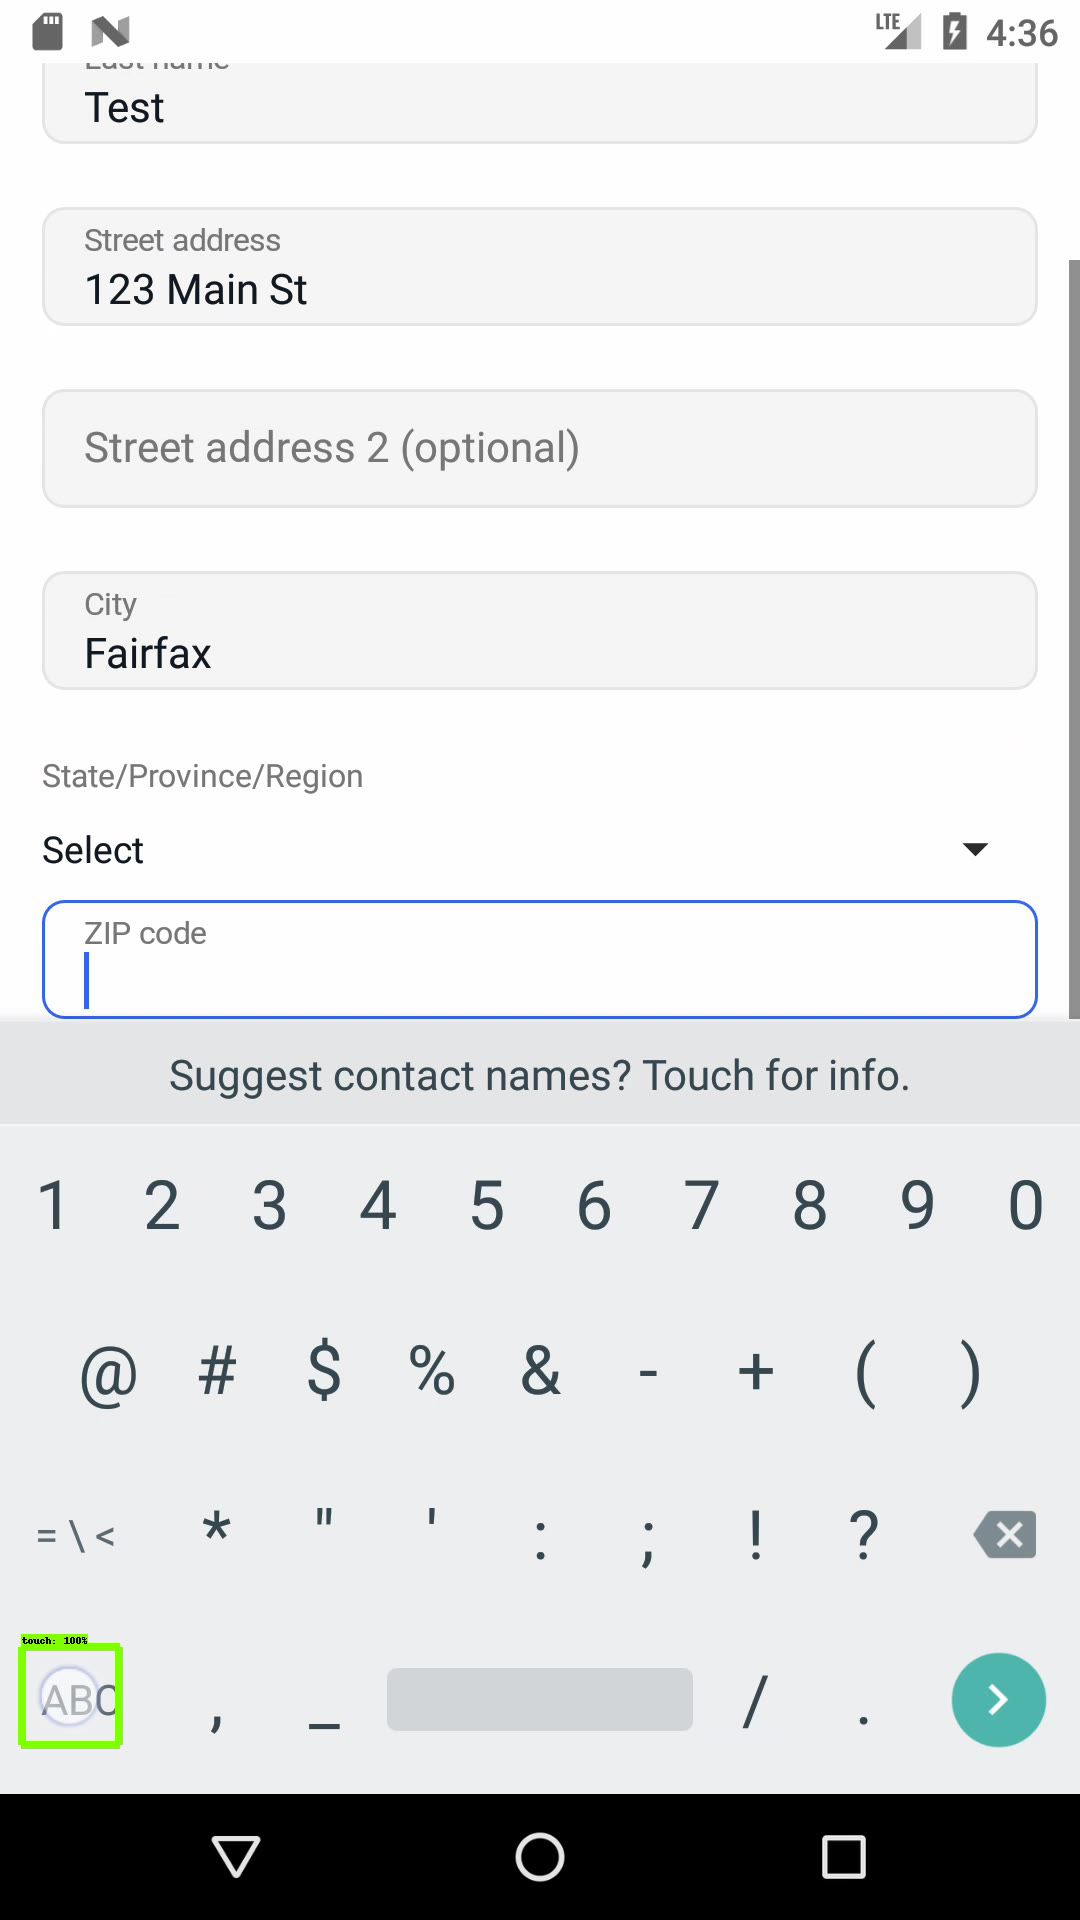 LTE 4:36
Last name
Test
Street address
123 Main St
Street address 2 (optional)
City
Fairfax
State/Province/Region
Select
ZIP code
Suggest contact names? Touch for info.
1 2 3 4 5 6 7 8 9 0
@ # $ % & - + ( )
= \ < * " ' : ; ! ?
touch: 100%
ABC , _ / .